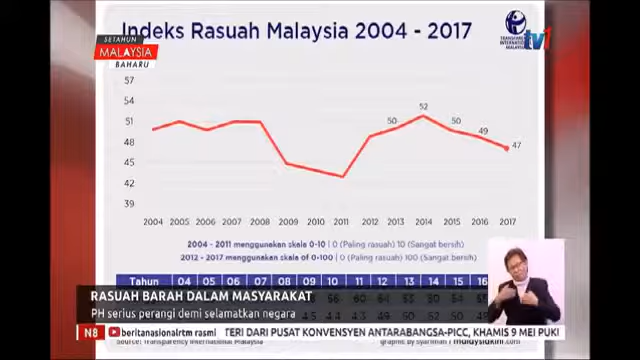 Indeks Rasuah Malaysia 2004 - 2017
TRANSPARENCY
INTERNATIONAL
MALAYSIA
tv1
SETAHUN
MALAYSIA
BAHARU
57
54
51
48
45
42
39
50
52
50
49
47
2004 2005 2006 2007 2008 2009 2010 2011 2012 2013 2014 2015 2016 2017
2004 - 2011 menggunakan skala 0-10 | 0 (Paling rasuah) 10 (Sangat bersih)
2012 - 2017 menggunakan skala of 0-100 | 0 (Paling rasuah) 100 (Sangat bersih)
Tahun 04 05 06 07 08 09 10 11 12 13 14 15 16
RASUAH BARAH DALAM MASYARAKAT
PH serius perangi demi selamatkan negara
N8 beritanasionalrtm rasmi TERI DARI PUSAT KONVENSYEN ANTARABANGSA-PICC, KHAMIS 9 MEI PUKI
Source: Transparency International Malaysia graphic by syariman | malaysiakini.com